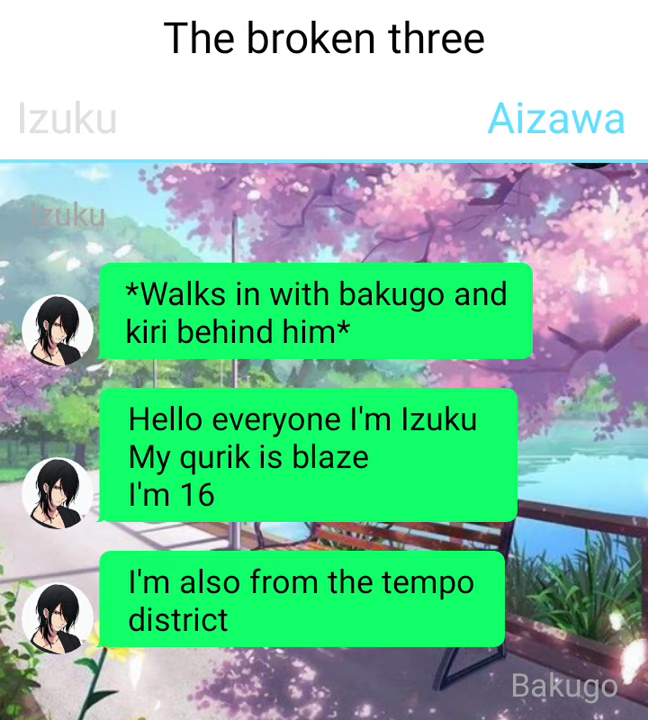 The broken three
Izuku
Aizawa
Izuku
*Walks in with bakugo and
kiri behind him*
Hello everyone I'm Izuku
My qurik is blaze
I'm 16
I'm also from the tempo
district
Bakugo